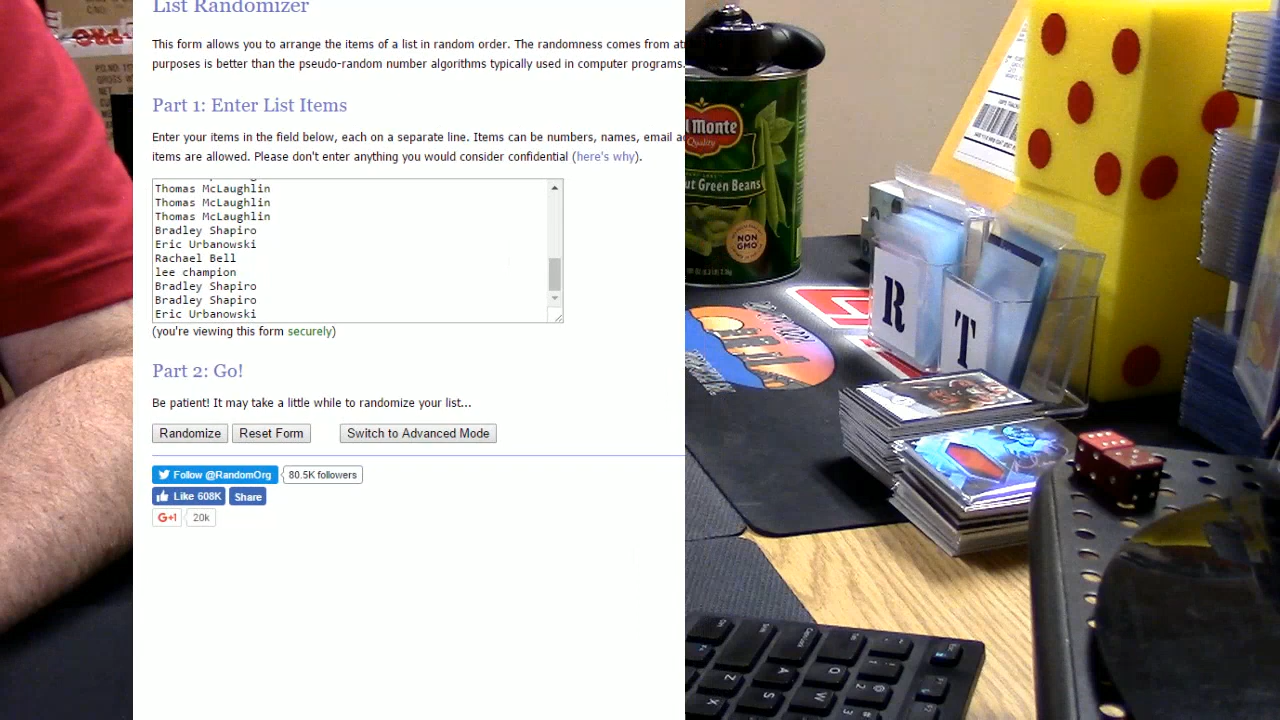 List Randomizer
This form allows you to arrange the items of a list in random order. The randomness comes from
purposes is better than the pseudo-random number algorithms typically used in computer programs.
Part 1: Enter List Items
Enter your items in the field below, each on a separate line. Items can be numbers, names, email
items are allowed. Please don't enter anything you would consider confidential (here's why).
Thomas McLaughlin
Thomas McLaughlin
Thomas McLaughlin
Bradley Shapiro
Eric Urbanowski
Rachael Bell
lee champion
Bradley Shapiro
Bradley Shapiro
Eric Urbanowski
(you're viewing this form securely)
Part 2: Go!
Be patient! It may take a little while to randomize your list...
Randomize Reset Form Switch to Advanced Mode
Follow @RandomOrg 80.5K followers
Like 608K Share
G+1 20k
Monte
Quality
Green Beans
NON
GMO
R
T